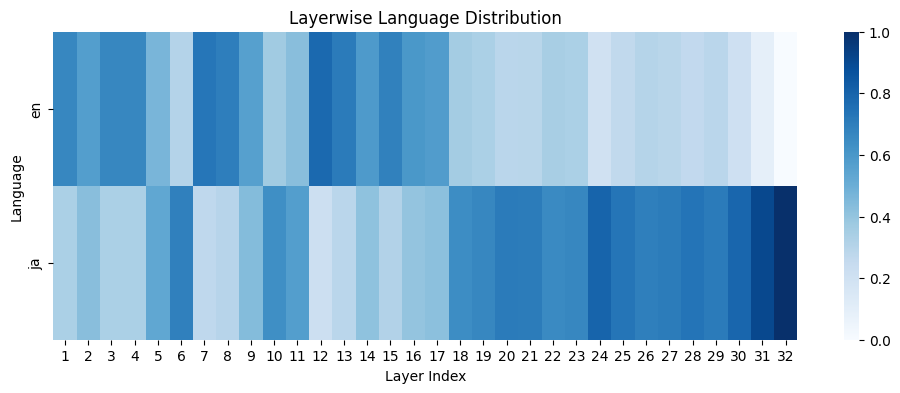 Layerwise Language Distribution
Language
en
ja
1 2 3 4 5 6 7 8 9 10 11 12 13 14 15 16 17 18 19 20 21 22 23 24 25 26 27 28 29 30 31 32
Layer Index
1.0
0.8
0.6
0.4
0.2
0.0